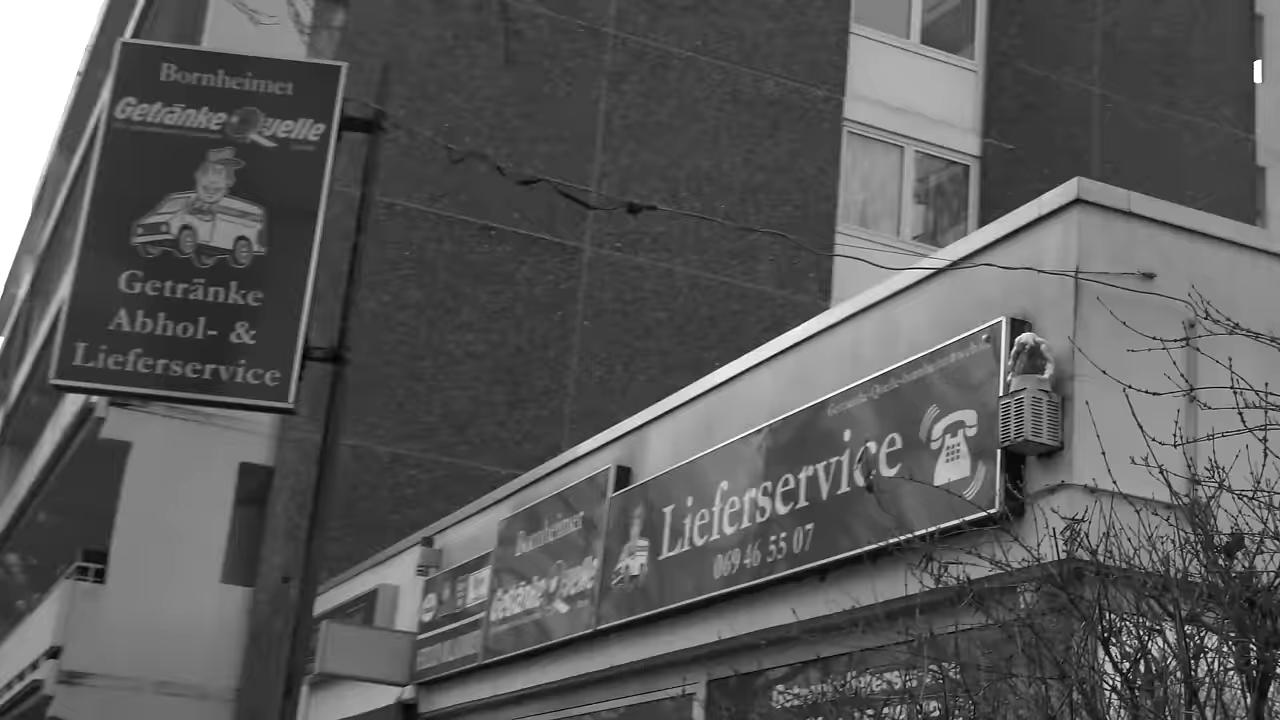 Bornheimer
Getränke Quelle
Getränke
Abhol- &
Lieferservice
Bornheimer
Getränke Quelle
Lieferservice
069 46 55 07